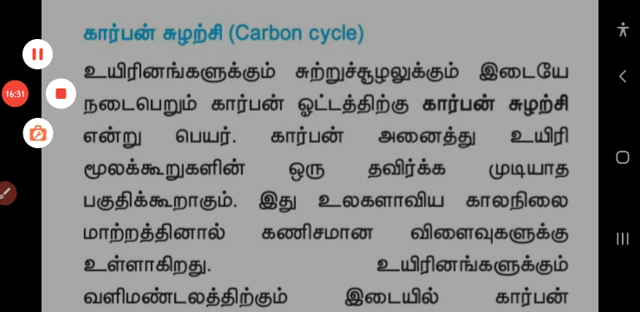 கார்பன் சுழற்சி (Carbon cycle)
உயிரினங்களுக்கும் சுற்றுச்சூழலுக்கும் இடையே
நடைபெறும் கார்பன் ஓட்டத்திற்கு கார்பன் சுழற்சி
என்று பெயர். கார்பன் அனைத்து உயிரி
மூலக்கூறுகளின் ஒரு தவிர்க்க முடியாத
பகுதிக்கூறாகும். இது உலகளாவிய காலநிலை
மாற்றத்தினால் கணிசமான விளைவுகளுக்கு
உள்ளாகிறது. உயிரினங்களுக்கும்
வளிமண்டலத்திற்கும் இடையில் கார்பன்
16:31